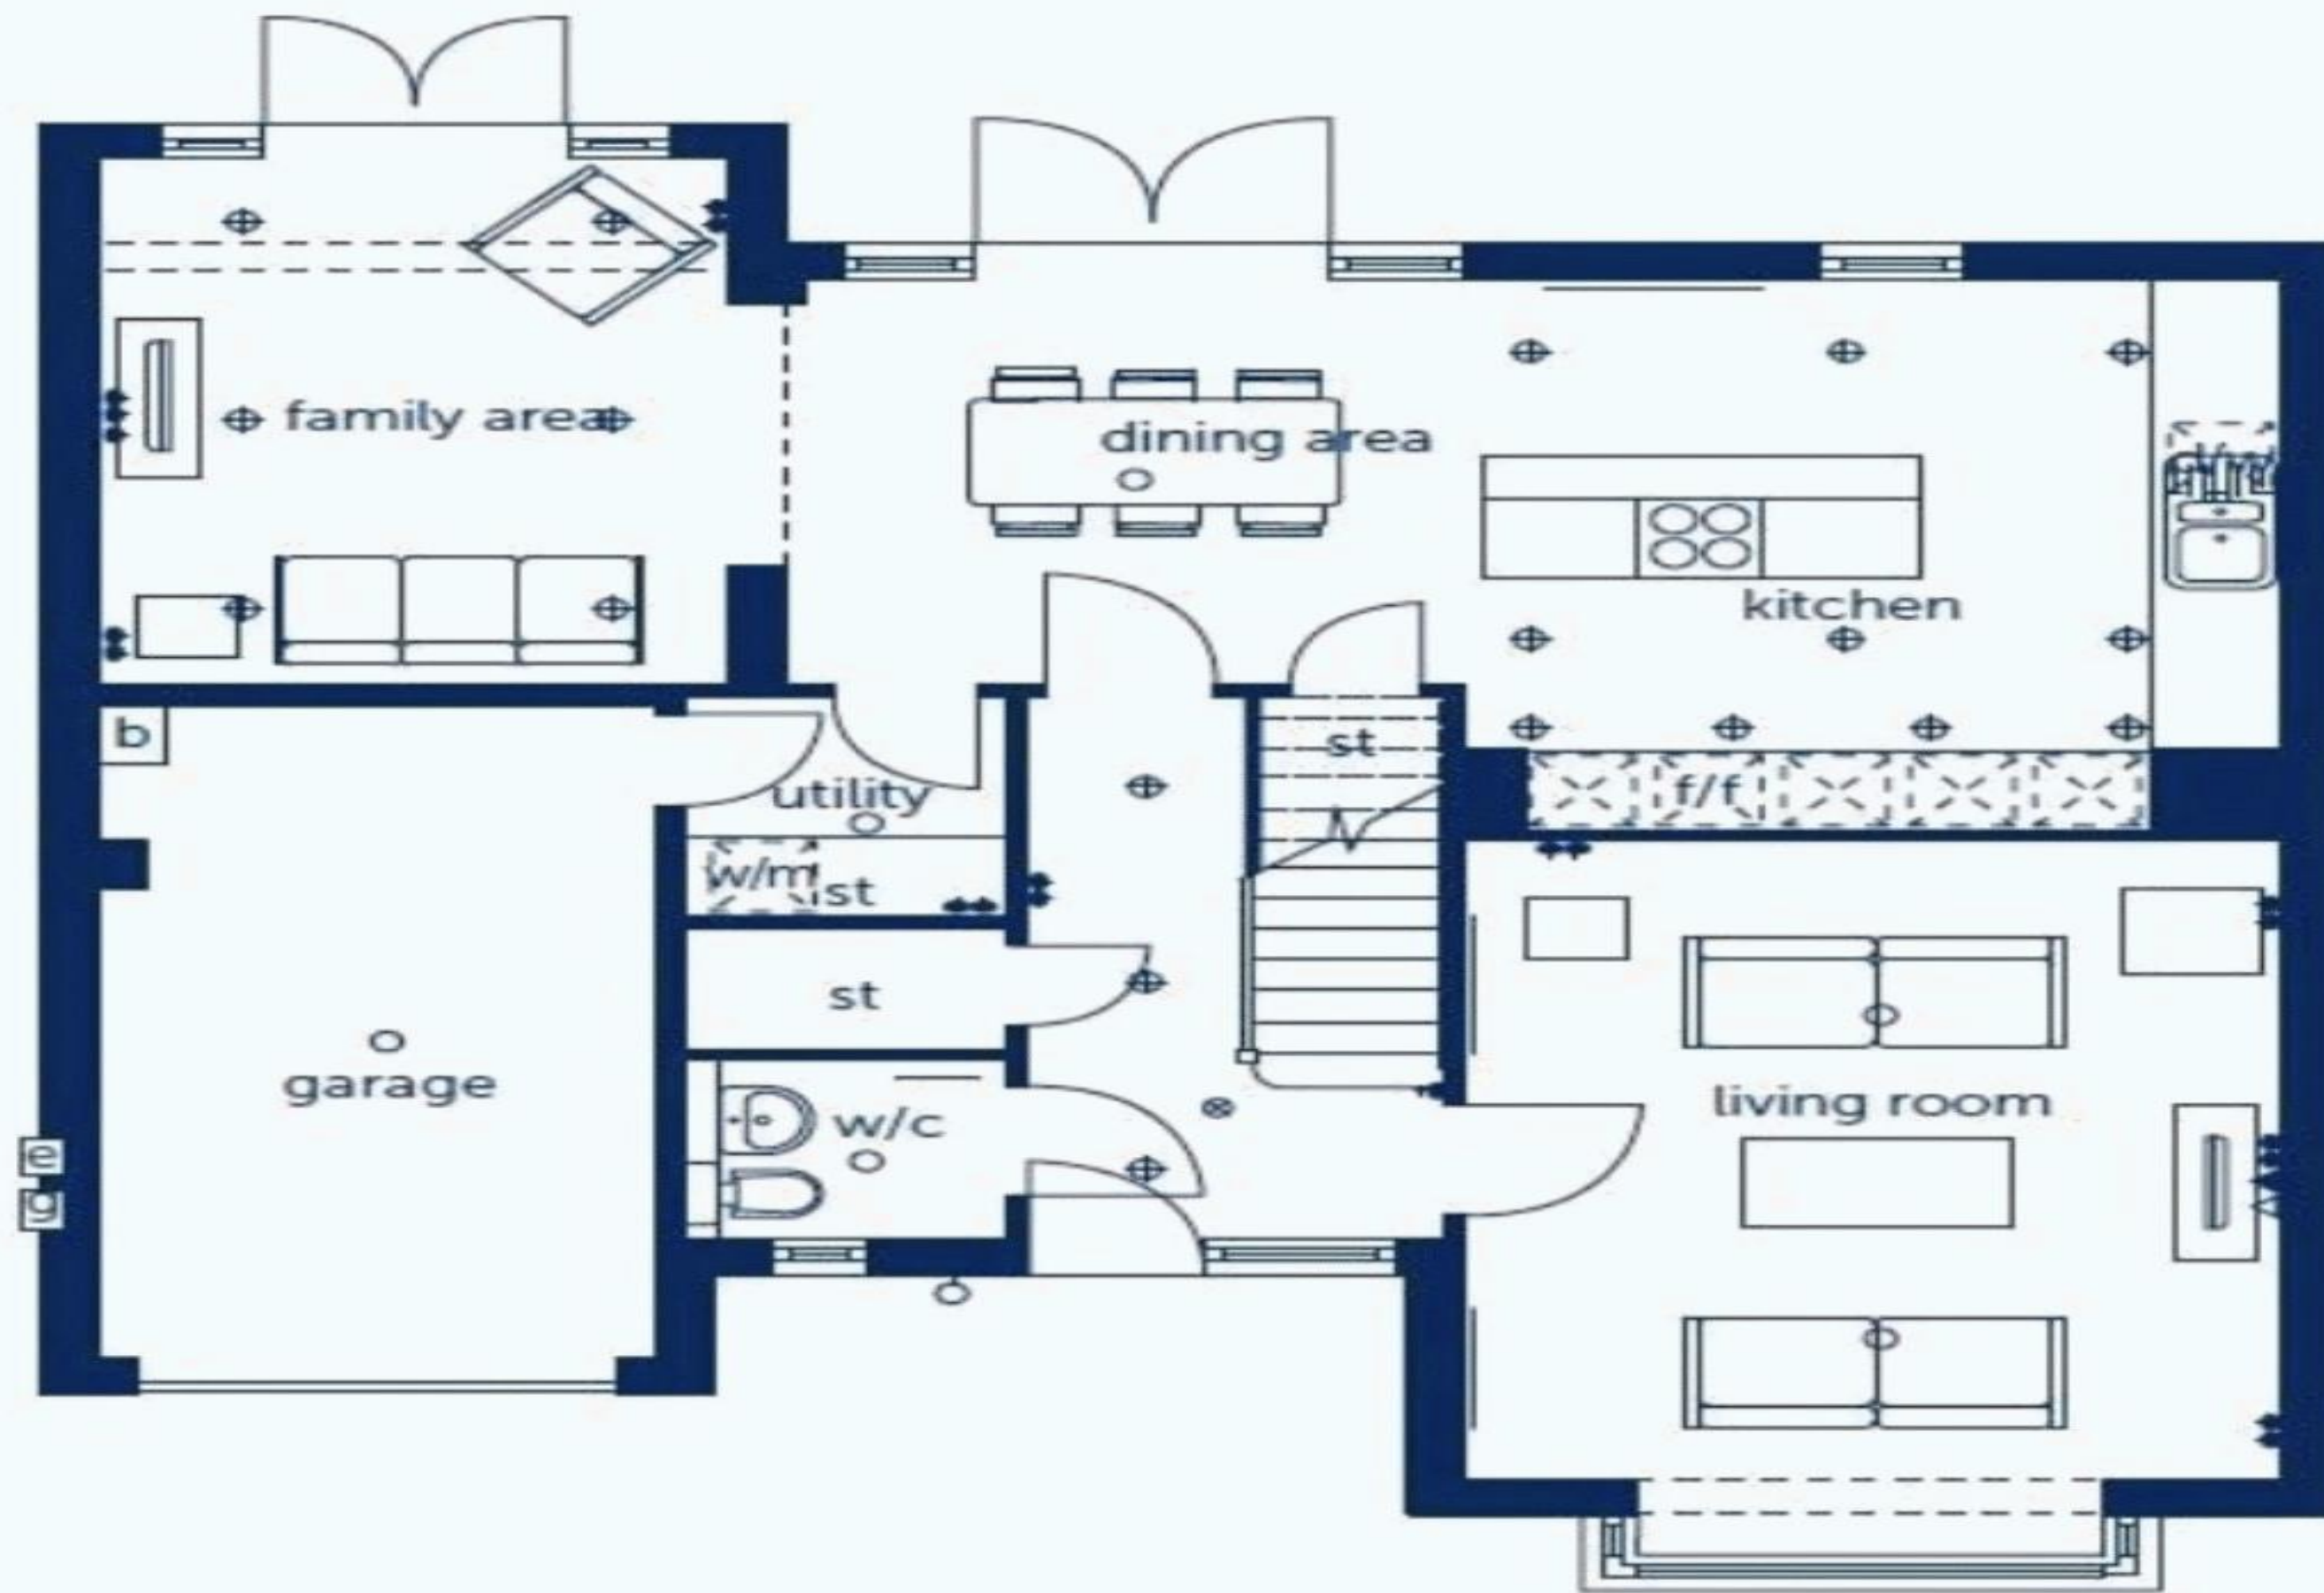 family area
dining area
kitchen
b
st
utility
f/f
w/m
st
st
garage
living room
w/c
e
g